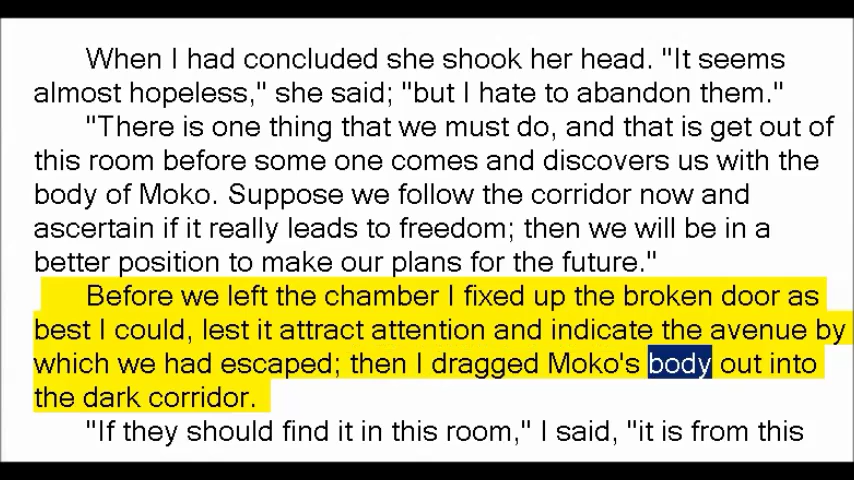 When I had concluded she shook her head. "It seems
almost hopeless," she said; "but I hate to abandon them."
"There is one thing that we must do, and that is get out of
this room before some one comes and discovers us with the
body of Moko. Suppose we follow the corridor now and
ascertain if it really leads to freedom; then we will be in a
better position to make our plans for the future."
Before we left the chamber I fixed up the broken door as
best I could, lest it attract attention and indicate the avenue by
which we had escaped; then I dragged Moko's body out into
the dark corridor.
"If they should find it in this room," I said, "it is from this